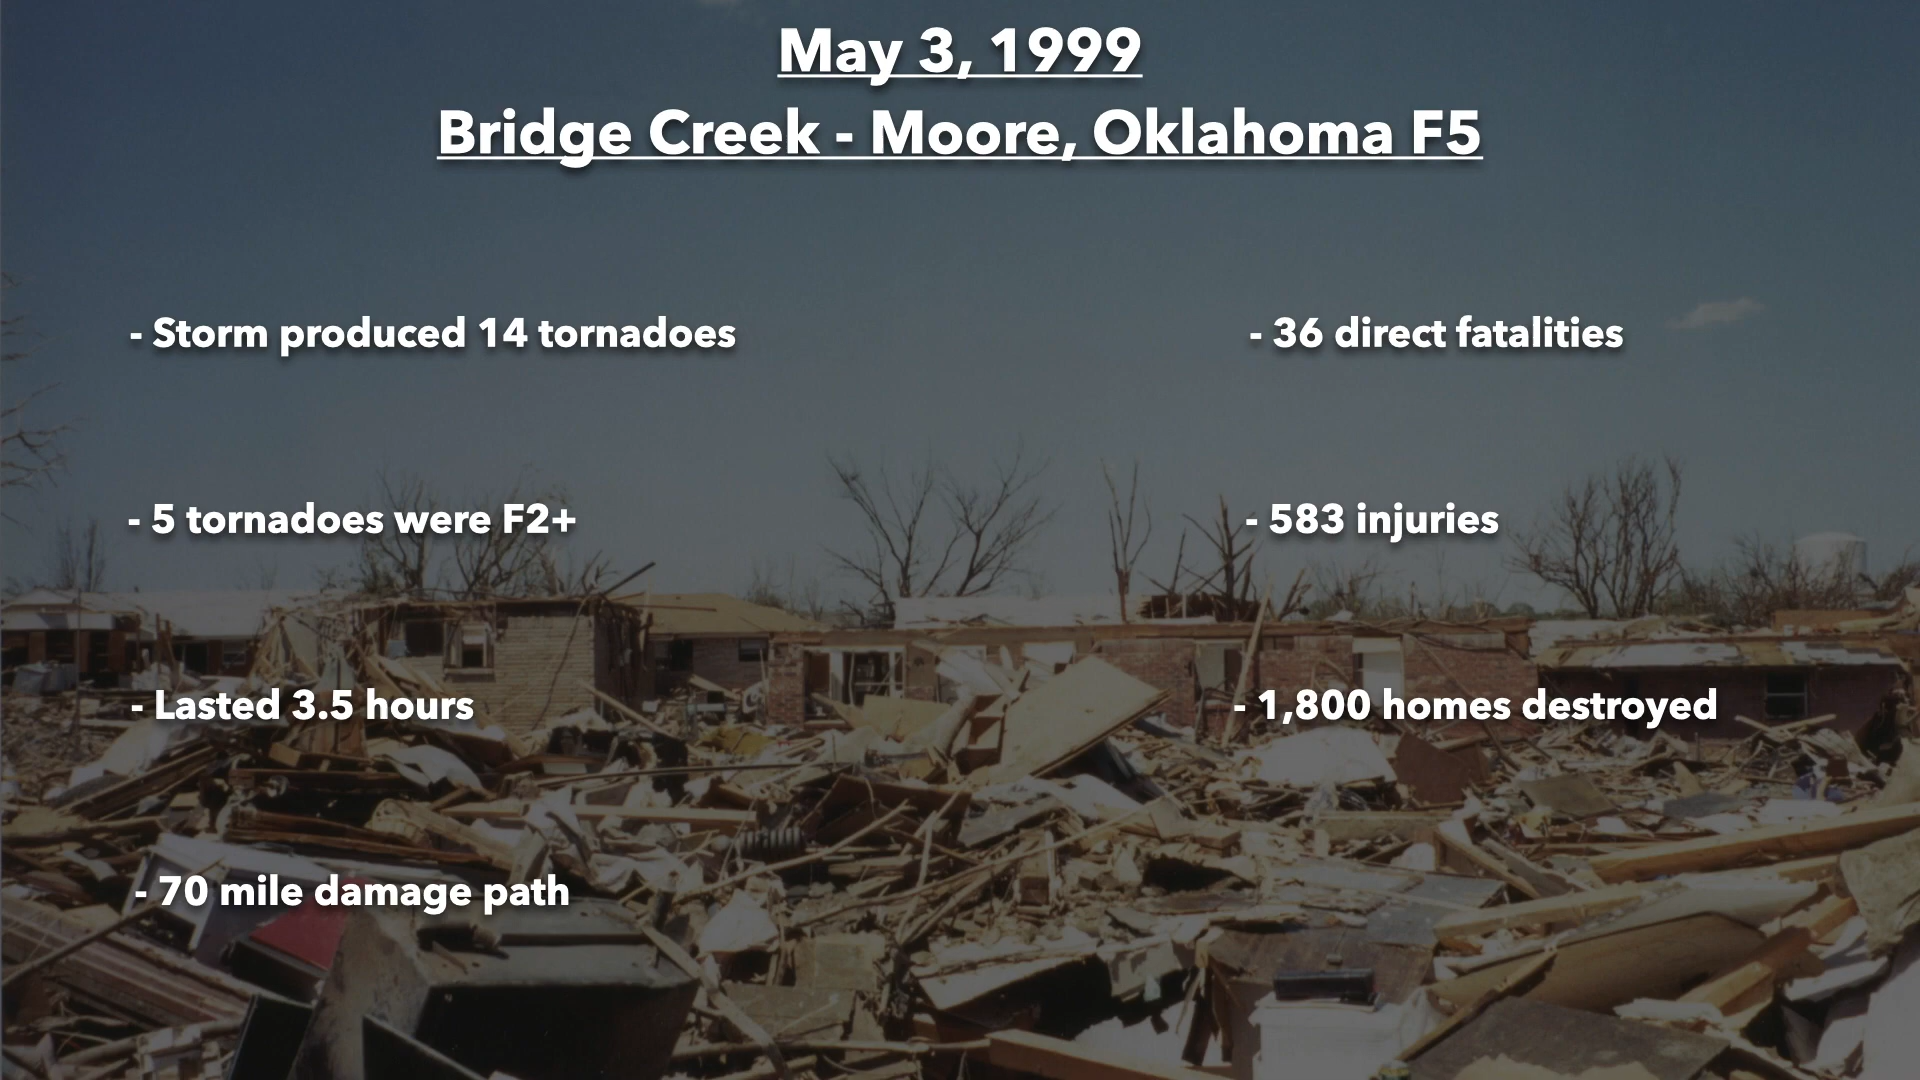 May 3, 1999
Bridge Creek - Moore, Oklahoma F5
- Storm produced 14 tornadoes
- 5 tornadoes were F2+
- Lasted 3.5 hours
- 70 mile damage path
- 36 direct fatalities
- 583 injuries
- 1,800 homes destroyed